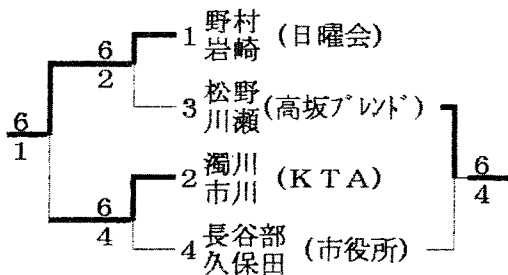 1 野村 岩崎 (日曜会)
6 2
3 松野 川瀬 (高坂ブレンド)
6 1
6 4
2 濁川 市川 (KTA)
6 4
4 長谷部 久保田 (市役所)